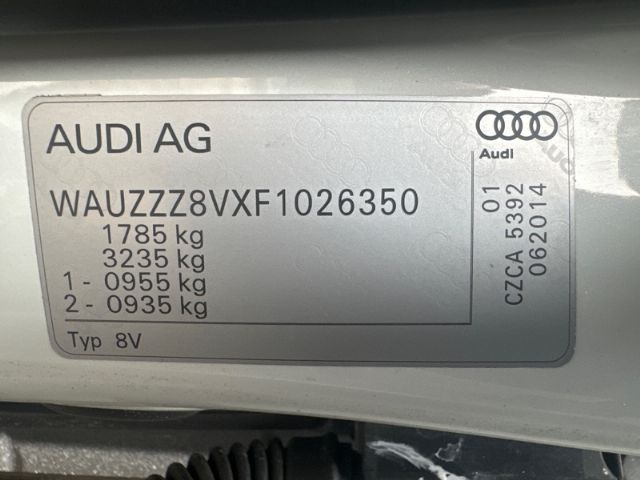 AUDI AG
Audi
WAUZZZ8VXF1026350
1785 kg
3235 kg
1 - 0955 kg
2 - 0935 kg
Typ 8V
01
CZCA 5392
062014